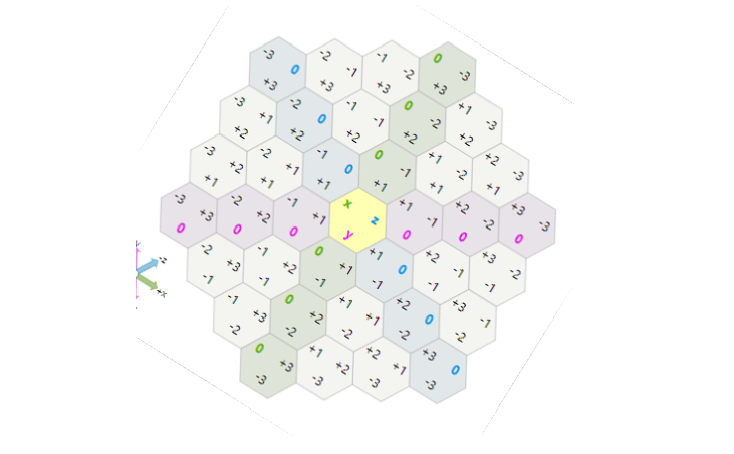 -3 0 +3
-2 -1 +3
-1 -2 +3
0 -3 +3
-3 +1 +2
-2 0 +2
-1 -1 +2
0 -2 +2
+1 -3 +2
-3 +2 +1
-2 +1 +1
-1 0 +1
0 -1 +1
+1 -2 +1
+2 -3 +1
-3 +3 0
-2 +2 0
-1 +1 0
x z y
+1 -1 0
+2 -2 0
+3 -3 0
-2 +3 -1
-1 +2 -1
0 +1 -1
+1 0 -1
+2 -1 -1
+3 -2 -1
-z
+x
-1 +3 -2
0 +2 -2
+1 +1 -2
+2 0 -2
+3 -1 -2
0 +3 -3
+1 +2 -3
+2 +1 -3
+3 0 -3